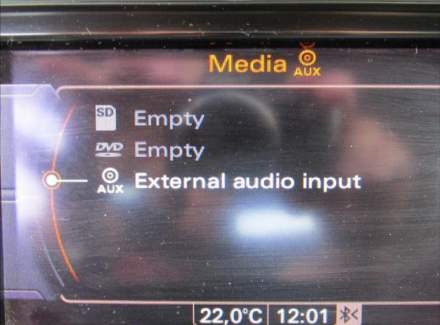 Media AUX
SD Empty
DVD Empty
AUX External audio input
22,0°C 12:01